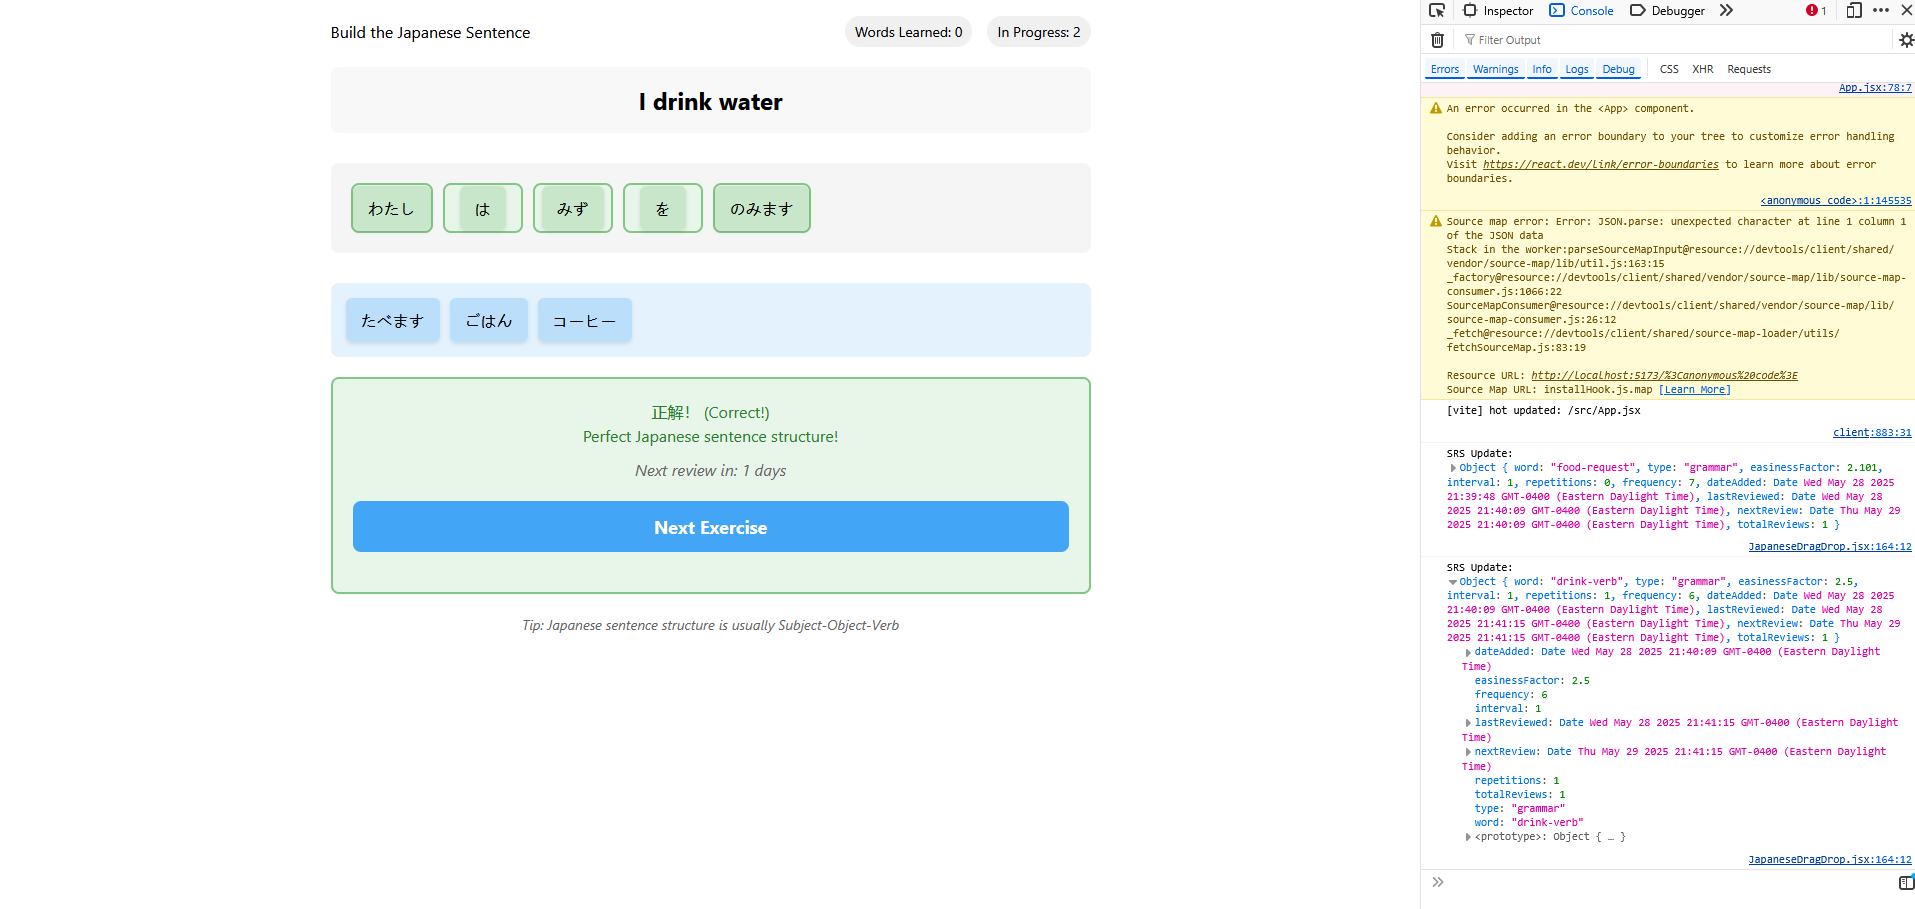 Build the Japanese Sentence
Words Learned: 0
In Progress: 2
I drink water
わたし は みず を のみます
たべます ごはん コーヒー
正解! (Correct!)
Perfect Japanese sentence structure!
Next review in: 1 days
Next Exercise
Tip: Japanese sentence structure is usually Subject-Object-Verb
Inspector Console Debugger 1
Filter Output
Errors Warnings Info Logs Debug CSS XHR Requests
App.jsx:78:7
An error occurred in the <App> component.
Consider adding an error boundary to your tree to customize error handling
behavior.
Visit https://react.dev/link/error-boundaries to learn more about error
boundaries.
<anonymous code>:1:145535
Source map error: Error: JSON.parse: unexpected character at line 1 column 1
of the JSON data
Stack in the worker:parseSourceMapInput@resource://devtools/client/shared/
vendor/source-map/lib/util.js:163:15
_factory@resource://devtools/client/shared/vendor/source-map/lib/source-map-
consumer.js:1066:22
SourceMapConsumer@resource://devtools/client/shared/vendor/source-map/lib/
source-map-consumer.js:26:12
_fetch@resource://devtools/client/shared/source-map-loader/utils/
fetchSourceMap.js:83:19
Resource URL: http://localhost:5173/%3Canonymous%20code%3E
Source Map URL: installHook.js.map [Learn More]
[vite] hot updated: /src/App.jsx
client:883:31
SRS Update:
Object { word: "food-request", type: "grammar", easinessFactor: 2.101,
interval: 1, repetitions: 0, frequency: 7, dateAdded: Date Wed May 28 2025
21:39:48 GMT-0400 (Eastern Daylight Time), lastReviewed: Date Wed May 28
2025 21:40:09 GMT-0400 (Eastern Daylight Time), nextReview: Date Thu May 29
2025 21:40:09 GMT-0400 (Eastern Daylight Time), totalReviews: 1 }
JapaneseDragDrop.jsx:164:12
SRS Update:
Object { word: "drink-verb", type: "grammar", easinessFactor: 2.5,
interval: 1, repetitions: 1, frequency: 6, dateAdded: Date Wed May 28 2025
21:40:09 GMT-0400 (Eastern Daylight Time), lastReviewed: Date Wed May 28
2025 21:41:15 GMT-0400 (Eastern Daylight Time), nextReview: Date Thu May 29
2025 21:41:15 GMT-0400 (Eastern Daylight Time), totalReviews: 1 }
dateAdded: Date Wed May 28 2025 21:40:09 GMT-0400 (Eastern Daylight
Time)
easinessFactor: 2.5
frequency: 6
interval: 1
lastReviewed: Date Wed May 28 2025 21:41:15 GMT-0400 (Eastern Daylight
Time)
nextReview: Date Thu May 29 2025 21:41:15 GMT-0400 (Eastern Daylight
Time)
repetitions: 1
totalReviews: 1
type: "grammar"
word: "drink-verb"
<prototype>: Object { … }
JapaneseDragDrop.jsx:164:12